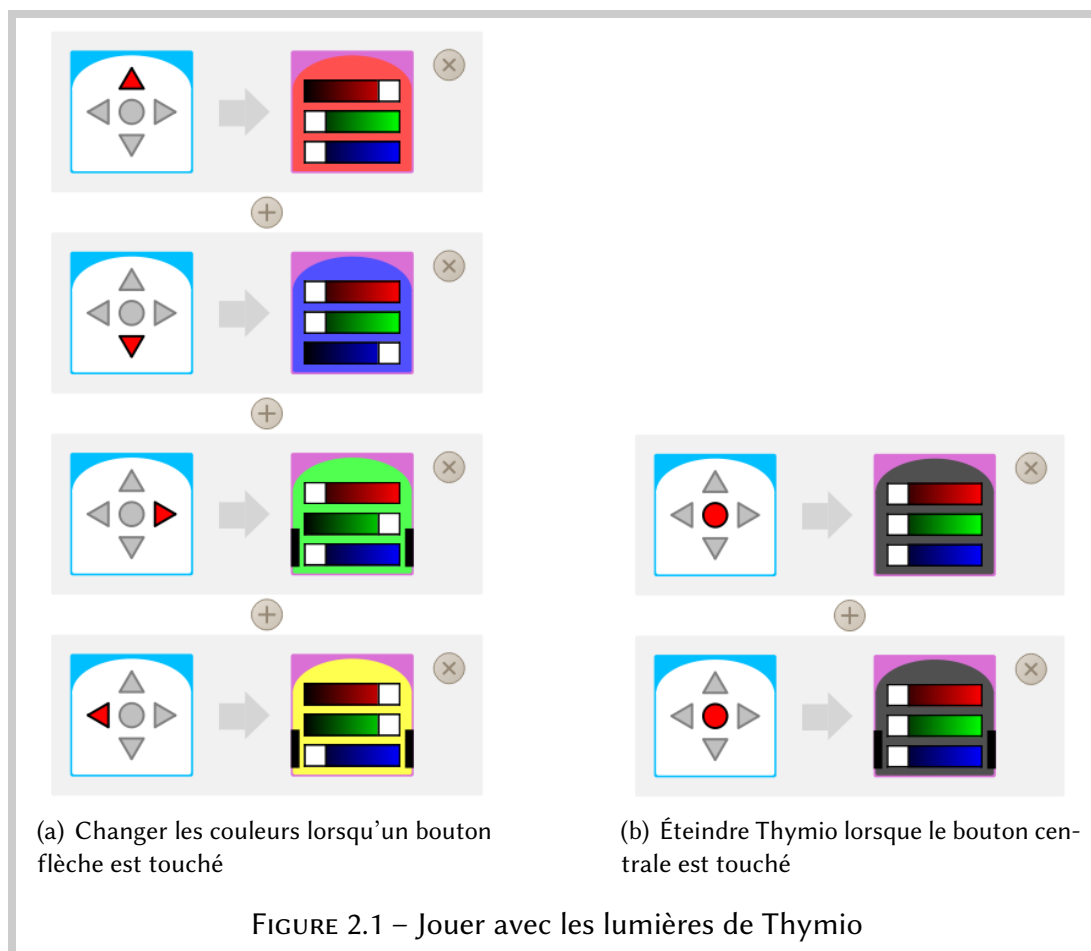 (a) Changer les couleurs lorsqu'un bouton
flèche est touché
(b) Éteindre Thymio lorsque le bouton cen-
trale est touché
FIGURE 2.1 – Jouer avec les lumières de Thymio